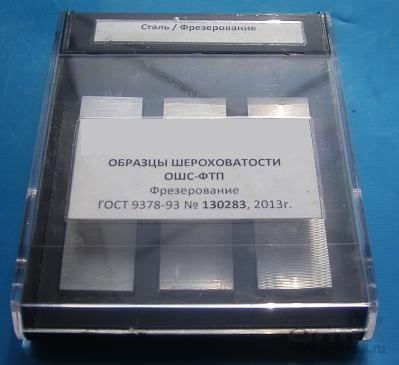 Сталь / Фрезерование
ОБРАЗЦЫ ШЕРОХОВАТОСТИ
ОШС-ФТП
Фрезерование
ГОСТ 9378-93 № 130283, 2013г.